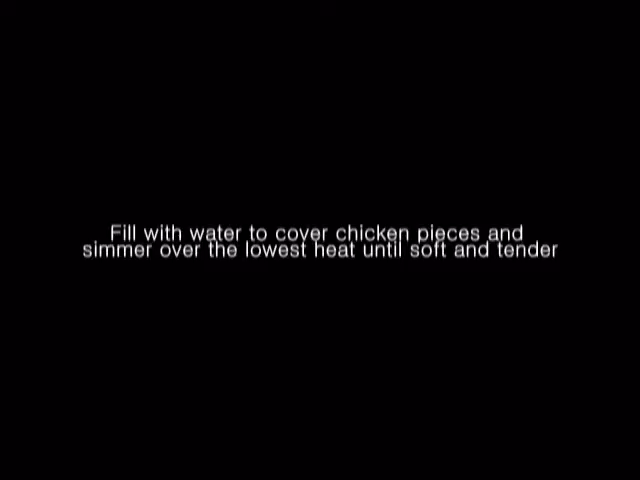 Fill with water to cover chicken pieces and
simmer over the lowest heat until soft and tender